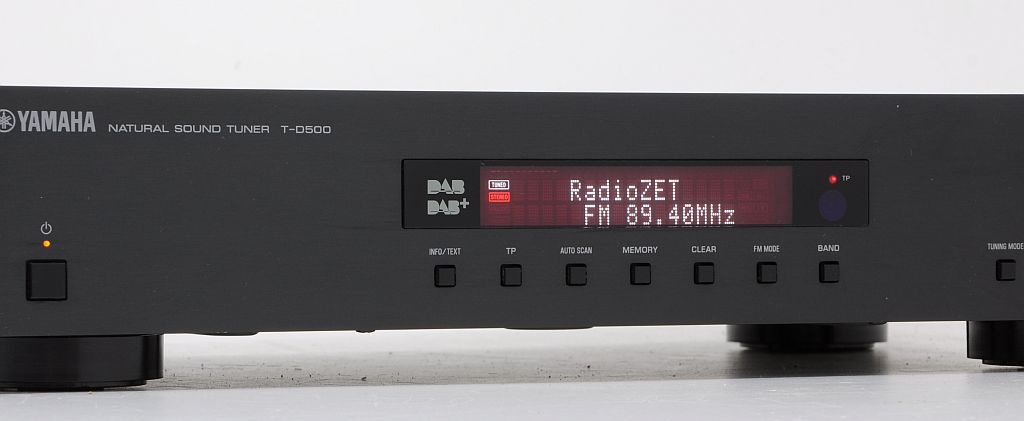 YAMAHA NATURAL SOUND TUNER T-D500
DAB
DAB+
TUNED
STEREO
RadioZET
FM 89.40MHz
TP
INFO/TEXT TP AUTO SCAN MEMORY CLEAR FM MODE BAND
TUNING MODE